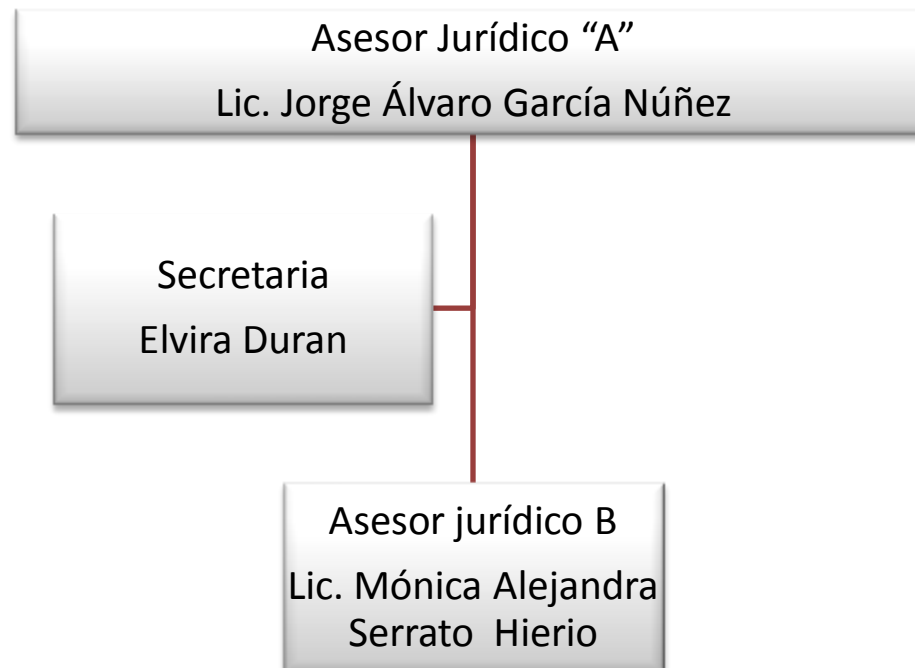 Asesor Jurídico “A”
Lic. Jorge Álvaro García Núñez
Secretaria
Elvira Duran
Asesor jurídico B
Lic. Mónica Alejandra
Serrato Hierio